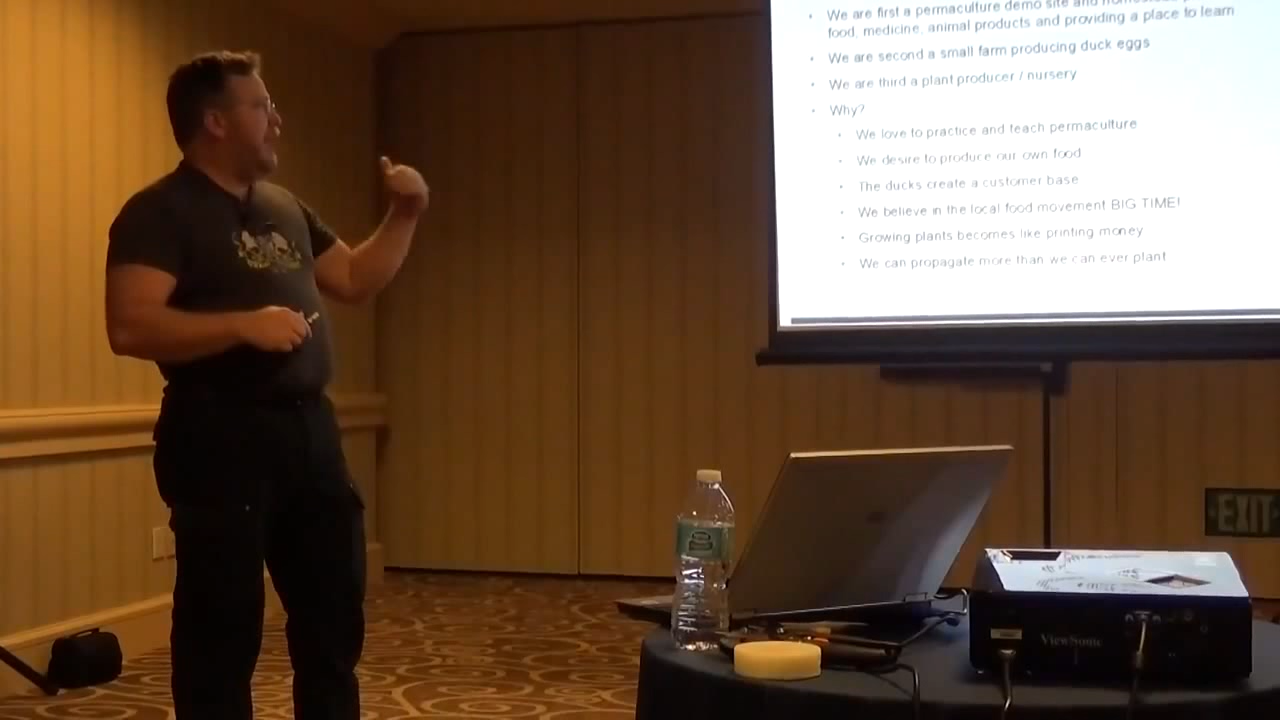 We are first a permaculture demo site and homestead
food, medicine, animal products and providing a place to learn
We are second a small farm producing duck eggs
We are third a plant producer / nursery
Why?
We love to practice and teach permaculture
We desire to produce our own food
The ducks create a customer base
We believe in the local food movement BIG TIME!
Growing plants becomes like printing money
We can propagate more than we can ever plant
EXIT
ViewSonic